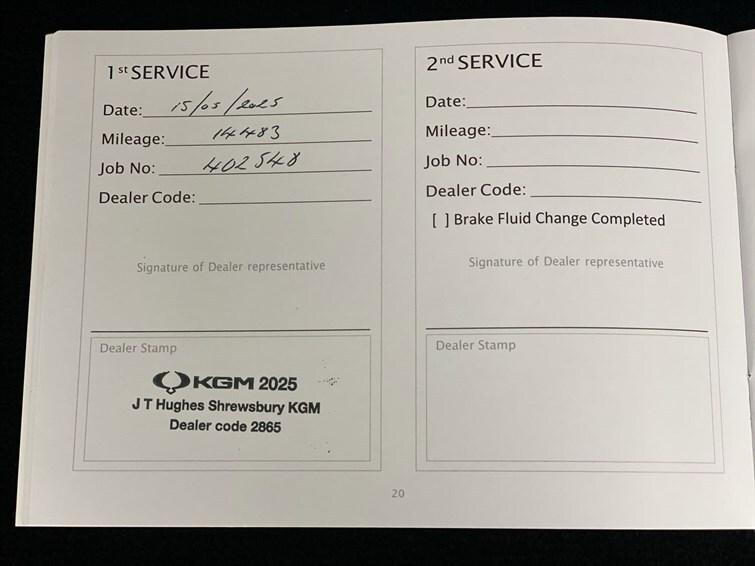 1st SERVICE
Date: 15/05/2025
Mileage: 14483
Job No: 402548
Dealer Code:
Signature of Dealer representative
Dealer Stamp
KGM 2025
J T Hughes Shrewsbury KGM
Dealer code 2865
2nd SERVICE
Date:
Mileage:
Job No:
Dealer Code:
[ ] Brake Fluid Change Completed
Signature of Dealer representative
Dealer Stamp
20